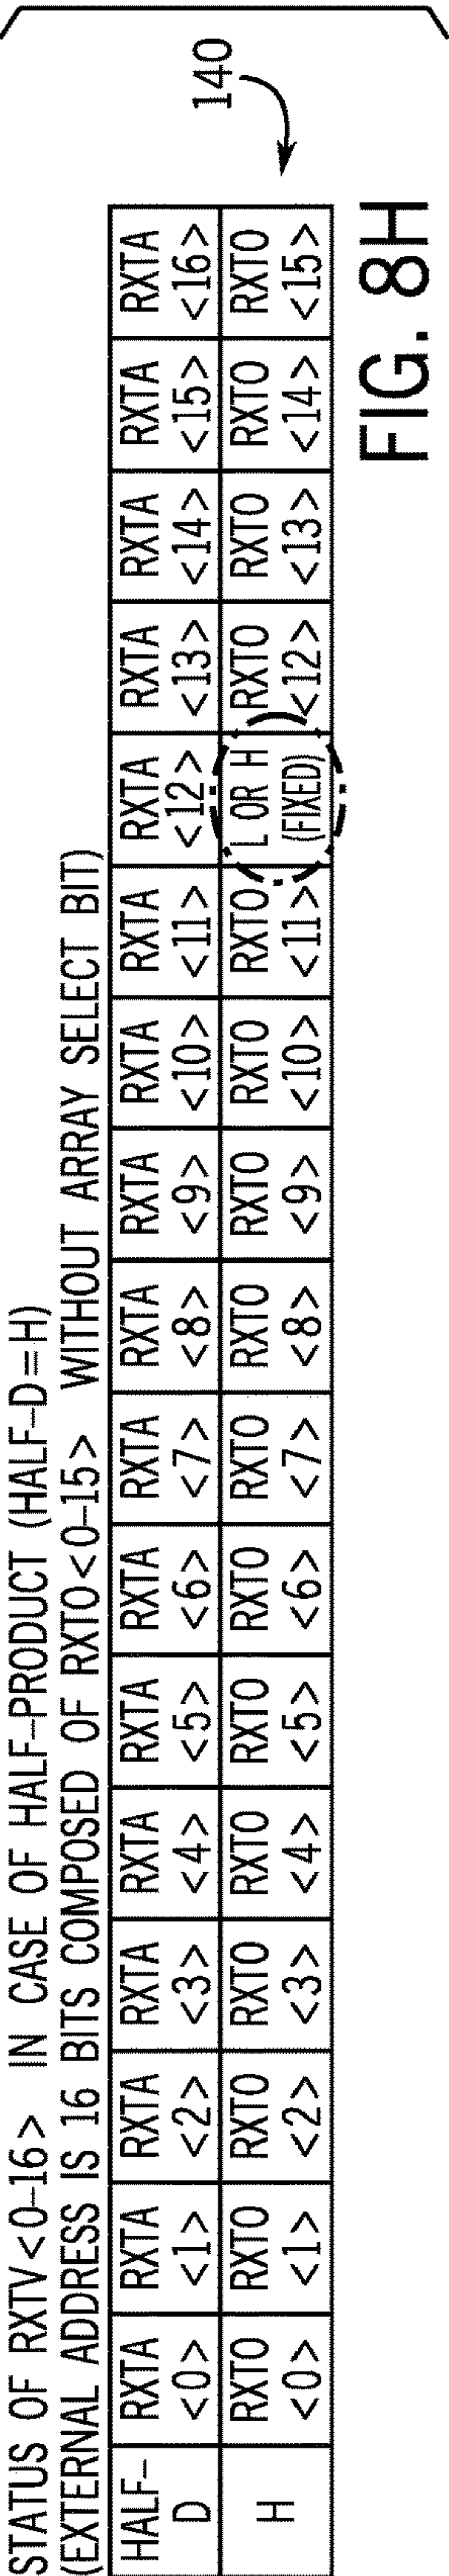 STATUS OF RXTV<0–16> IN CASE OF HALF–PRODUCT (HALF–D=H)
(EXTERNAL ADDRESS IS 16 BITS COMPOSED OF RXTO<0–15> WITHOUT ARRAY SELECT BIT)
HALF–D RXTA<0> RXTA<1> RXTA<2> RXTA<3> RXTA<4> RXTA<5> RXTA<6> RXTA<7> RXTA<8> RXTA<9> RXTA<10> RXTA<11> RXTA<12> RXTA<13> RXTA<14> RXTA<15> RXTA<16>
H RXTO<0> RXTO<1> RXTO<2> RXTO<3> RXTO<4> RXTO<5> RXTO<6> RXTO<7> RXTO<8> RXTO<9> RXTO<10> RXTO<11> L OR H (FIXED) RXTO<12> RXTO<13> RXTO<14> RXTO<15>
140
FIG. 8H